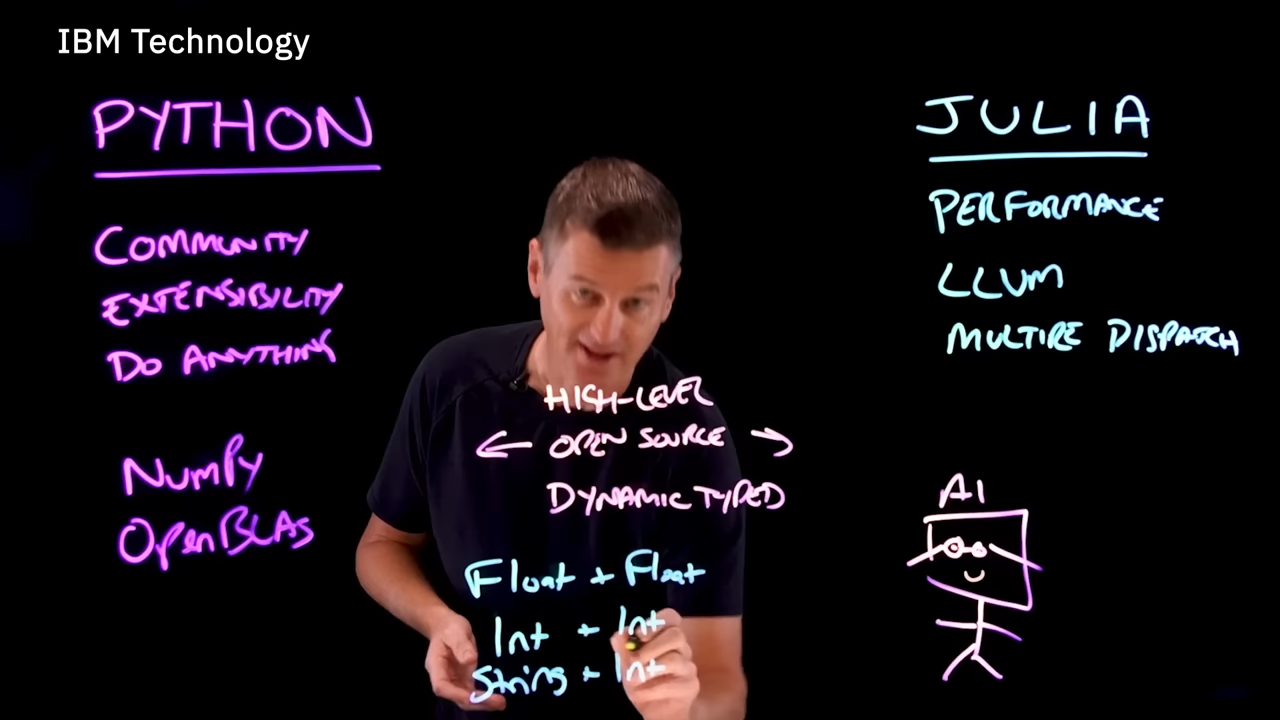 IBM Technology
PYTHON
COMMUNITY
EXTENSIBILITY
DO ANYTHING
NumPy
OpenBLAS
HIGH-LEVEL
OPEN SOURCE
DYNAMIC TYPED
Float + Float
Int + Int
String + Int
JULIA
PERFORMANCE
LLVM
MULTIPLE DISPATCH
AI